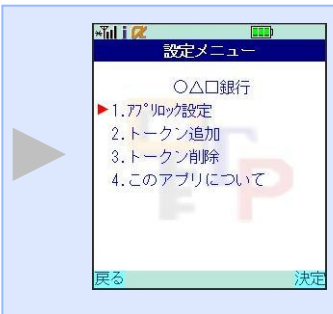 設定メニュー
○△□銀行
1.ｱﾌﾟﾘﾛｯｸ設定
2.トークン追加
3.トークン削除
4.このアプリについて
戻る 決定